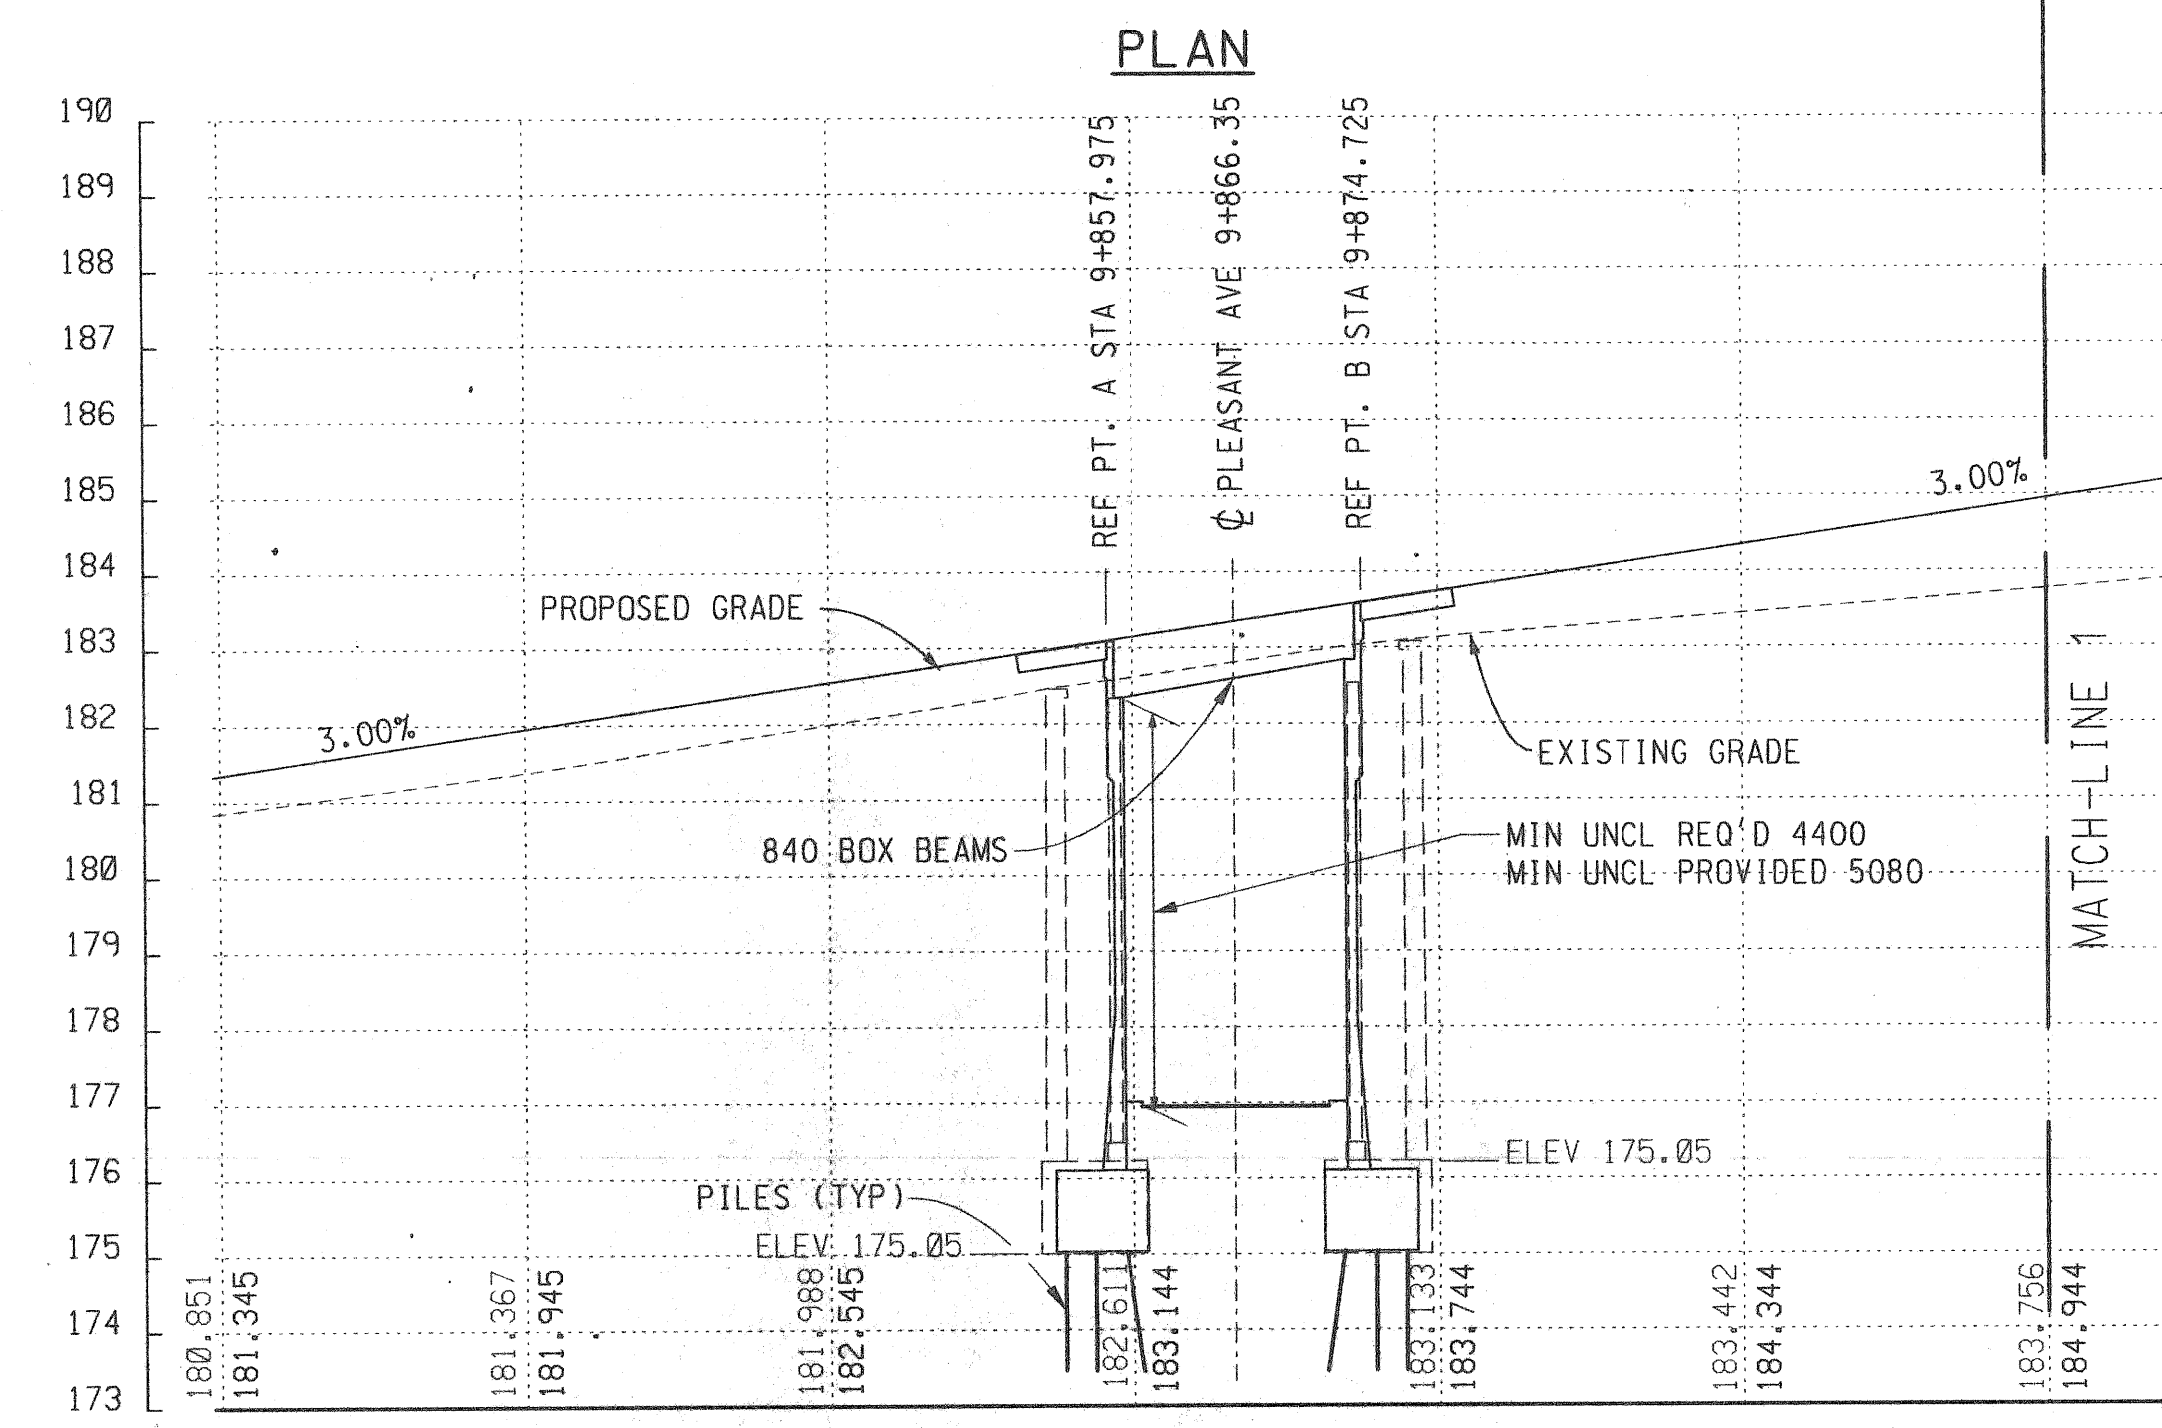 PLAN
190
189
188
187
186
185
184
183
182
181
180
179
178
177
176
175
174
173
REF PT. A STA 9+857.975
℄ PLEASANT AVE 9+866.35
REF PT. B STA 9+874.725
3.00%
PROPOSED GRADE
3.00%
EXISTING GRADE
840 BOX BEAMS
MIN UNCL REQ'D 4400
MIN UNCL PROVIDED 5080
MATCH-LINE 1
ELEV 175.05
PILES (TYP)
ELEV 175.05
180.851
181.345
181.367
181.945
181.988
182.545
182.611
183.144
183.133
183.744
183.442
184.344
183.756
184.944